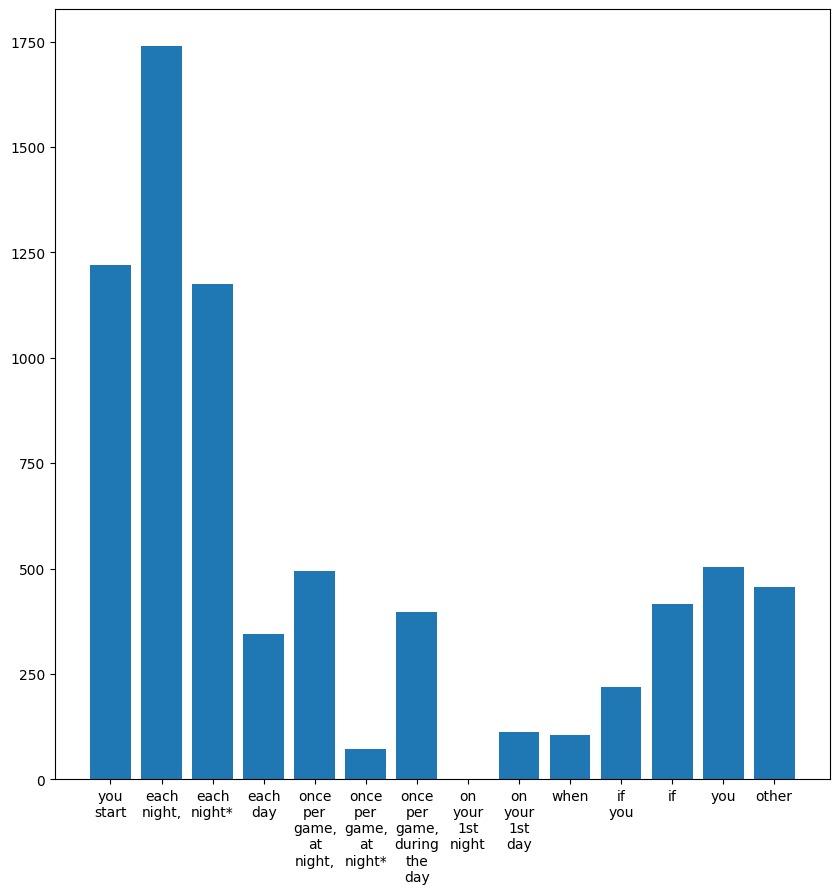 1750
1500
1250
1000
750
500
250
0
you
start
each
night,
each
night*
each
day
once
per
game,
at
night,
once
per
game,
at
night*
once
per
game,
during
the
day
on
your
1st
night
on
your
1st
day
when
if
you
if
you
other